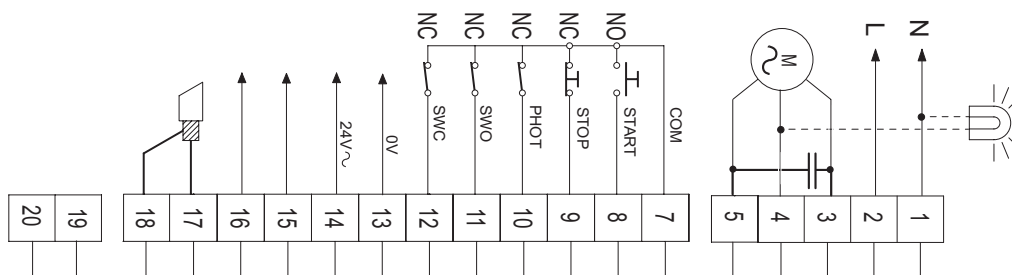 NC NC NC NC NO
N
L
M
SWC
SWO
PHOT
STOP
START
COM
24V~
0V
20 19 18 17 16 15 14 13 12 11 10 9 8 7 5 4 3 2 1